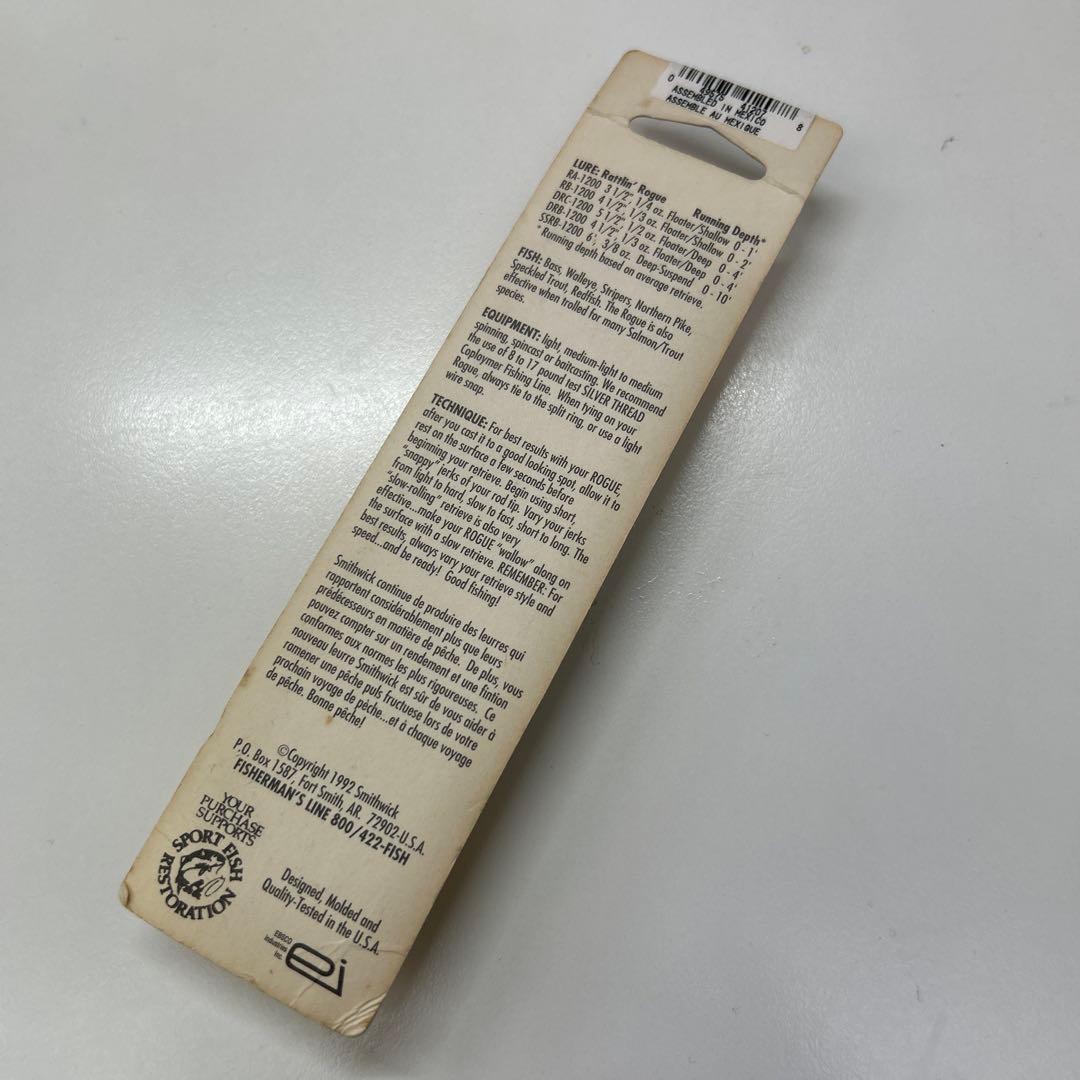 0 49675 41207 8
ASSEMBLED IN MEXICO
ASSEMBLE AU MEXIQUE
LURE: Rattlin' Rogue Running Depth*
RA-1200 3 1/2", 1/4 oz. Floater/Shallow 0 - 1'
RB-1200 4 1/2", 1/3 oz. Floater/Shallow 0 - 2'
DRC-1200 5 1/2", 1/2 oz. Floater/Deep 0 - 4'
DRB-1200 4 1/2", 1/3 oz. Floater/Deep 0 - 4'
SSRB-1200 6', 3/8 oz. Deep-Suspend 0 - 10'
*Running depth based on average retrieve.
FISH: Bass, Walleye, Stripers, Northern Pike,
Speckled Trout, Redfish. The Rogue is also
effective when trolled for many Salmon/Trout
species.
EQUIPMENT: light, medium-light to medium
spinning, spincast or baitcasting. We recommend
the use of 8 to 17 pound test SILVER THREAD
Coplaymer Fishing Line. When tying on your
Rogue, always tie to the split ring, or use a light
wire snap.
TECHNIQUE: For best results with your ROGUE,
after you cast it to a good looking spot, allow it to
rest on the surface a few seconds before
beginning your retrieve. Begin using short,
"snappy" jerks of your rod tip. Vary your jerks
from light to hard, slow to fast, short to long. The
"slow-rolling" retrieve is also very
effective...make your ROGUE "wallow" along on
the surface with a slow retrieve. REMEMBER: For
best results, always vary your retrieve style and
speed...and be ready! Good fishing!
Smithwick continue de produire des leurres qui
rapportent considérablement plus que leurs
prédécesseurs en matière de pêche. De plus, vous
pouvez compter sur un rendement et une fintion
conformes aux normes les plus rigoureuses. Ce
nouveau leurre Smithwick est sûr de vous aider à
ramener une pêche puls fructuese lors de votre
prochain voyage de pêche...et à chaque voyage
de pêche. Bonne pêche!
©Copyright 1992 Smithwick
P.O. Box 1587, Fort Smith, AR. 72902-U.S.A.
FISHERMAN'S LINE 800/422-FISH
YOUR
PURCHASE
SUPPORTS
SPORT FISH
RESTORATION
Designed, Molded and
Quality-Tested in the U.S.A.
EBSCO
Industries
Inc.
ei